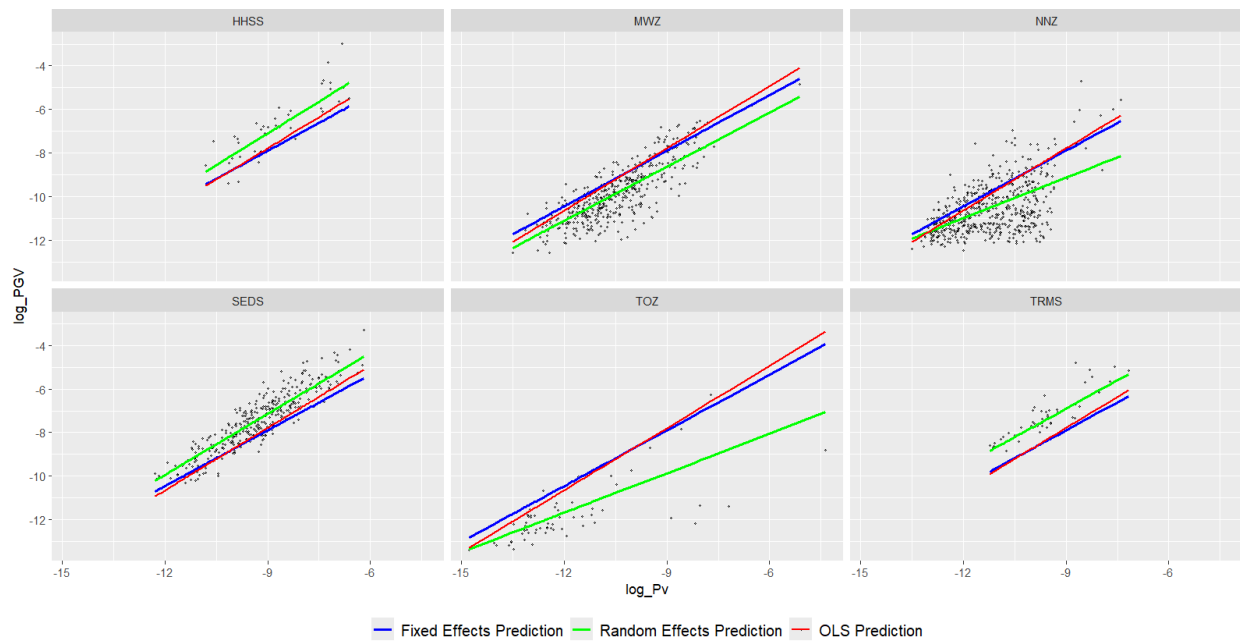 HHSS MWZ NNZ
-4
-6
-8
-10
-12
log_PGV
SEDS TOZ TRMS
-4
-6
-8
-10
-12
-15 -12 -9 -6 -15 -12 -9 -6 -15 -12 -9 -6
log_Pv
Fixed Effects Prediction Random Effects Prediction OLS Prediction